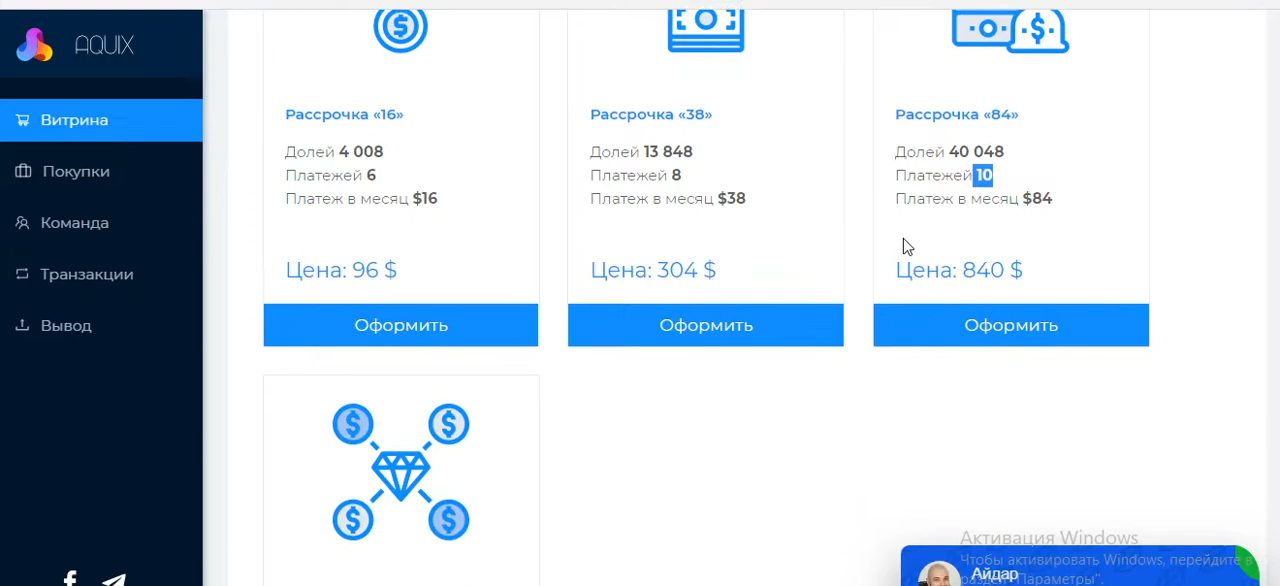 AQUIX
Витрина
Покупки
Команда
Транзакции
Вывод
Рассрочка «16»
Долей 4 008
Платежей 6
Платеж в месяц $16
Цена: 96 $
Оформить
Рассрочка «38»
Долей 13 848
Платежей 8
Платеж в месяц $38
Цена: 304 $
Оформить
Рассрочка «84»
Долей 40 048
Платежей 10
Платеж в месяц $84
Цена: 840 $
Оформить
Активация Windows
Чтобы активировать Windows, перейдите в
раздел "Параметры".
Айдар